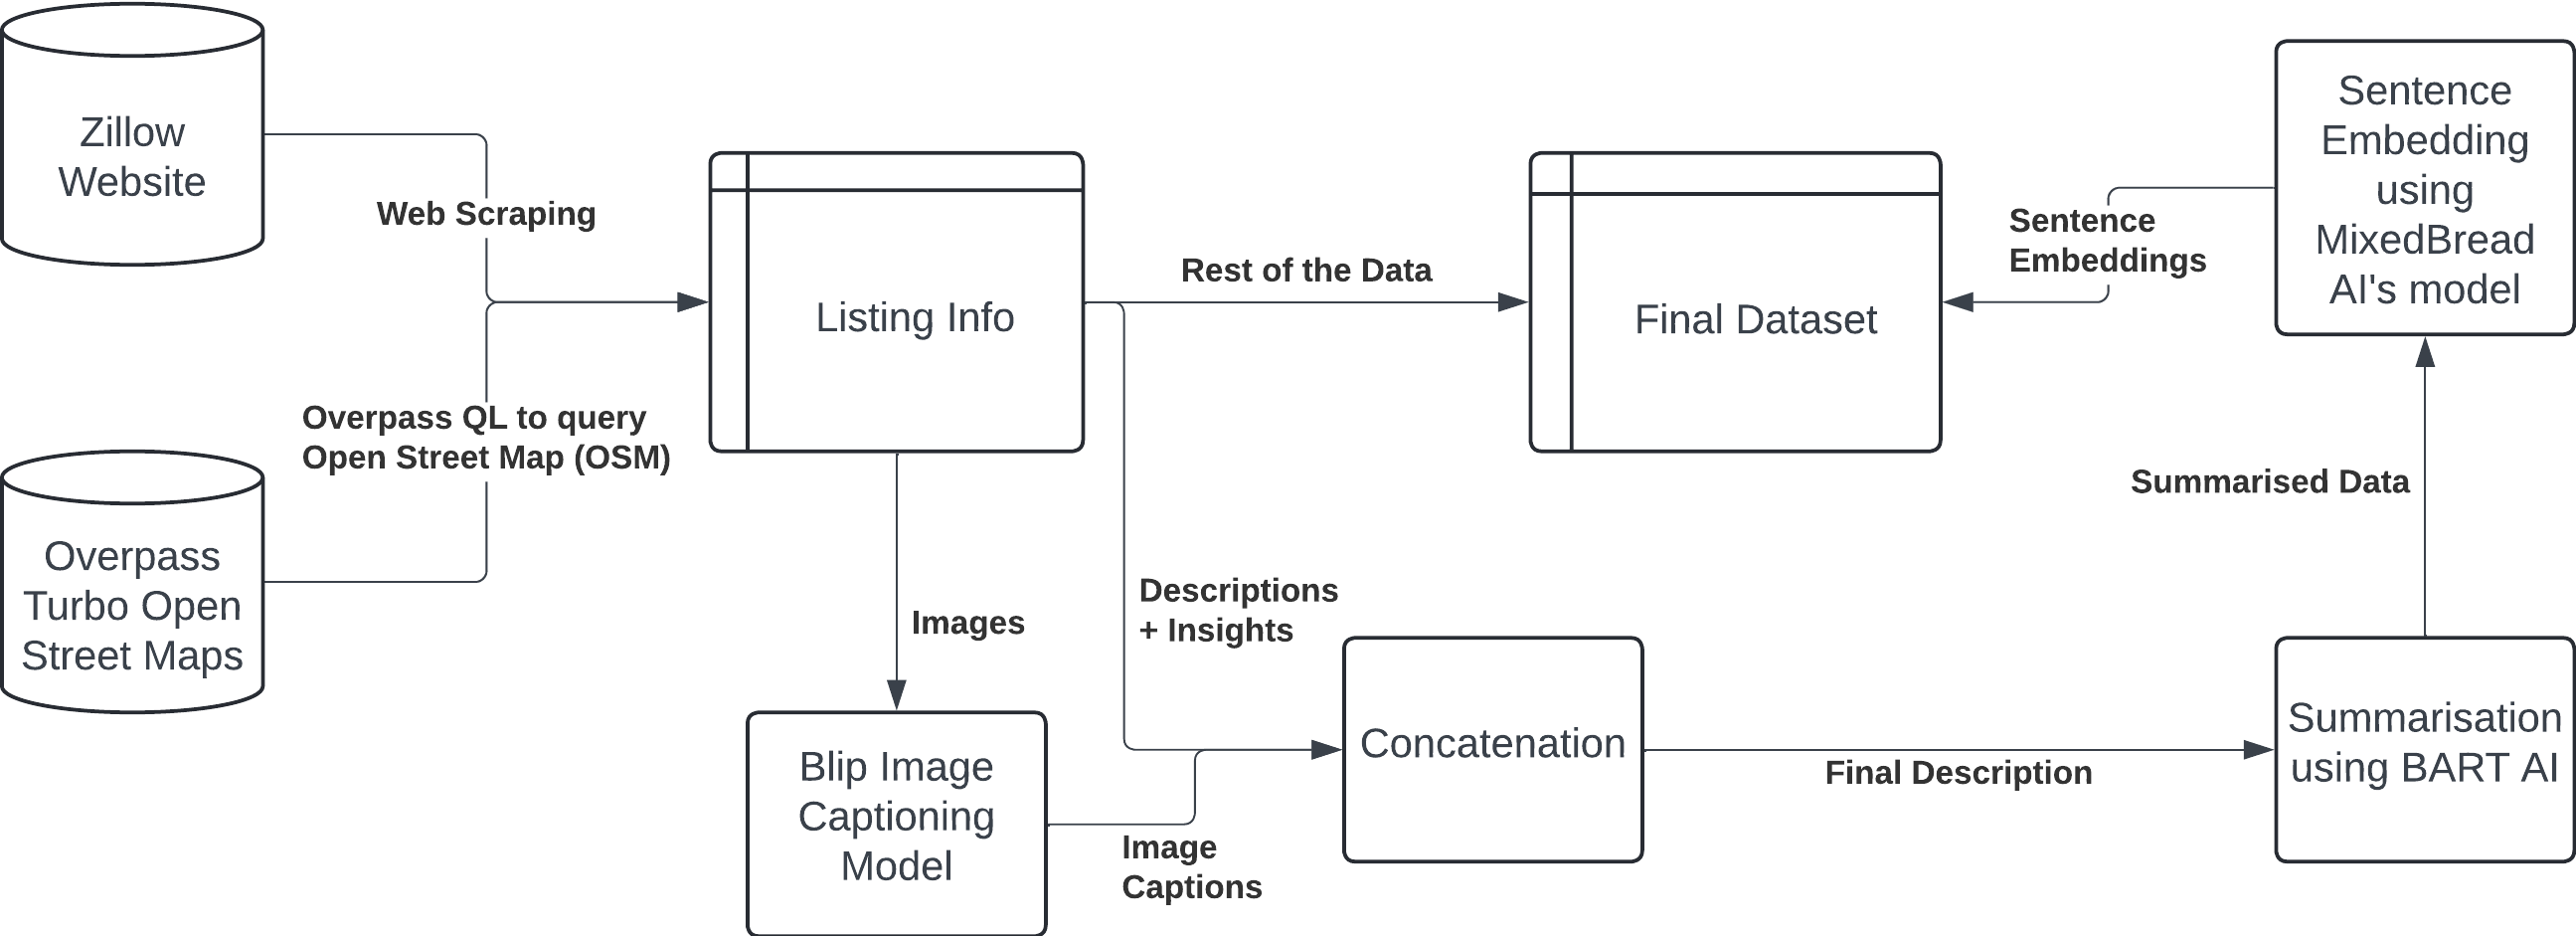 Zillow
Website
Web Scraping
Overpass QL to query
Open Street Map (OSM)
Overpass
Turbo Open
Street Maps
Listing Info
Rest of the Data
Final Dataset
Sentence
Embeddings
Sentence
Embedding
using
MixedBread
AI's model
Images
Descriptions
+ Insights
Summarised Data
Blip Image
Captioning
Model
Image
Captions
Concatenation
Final Description
Summarisation
using BART AI